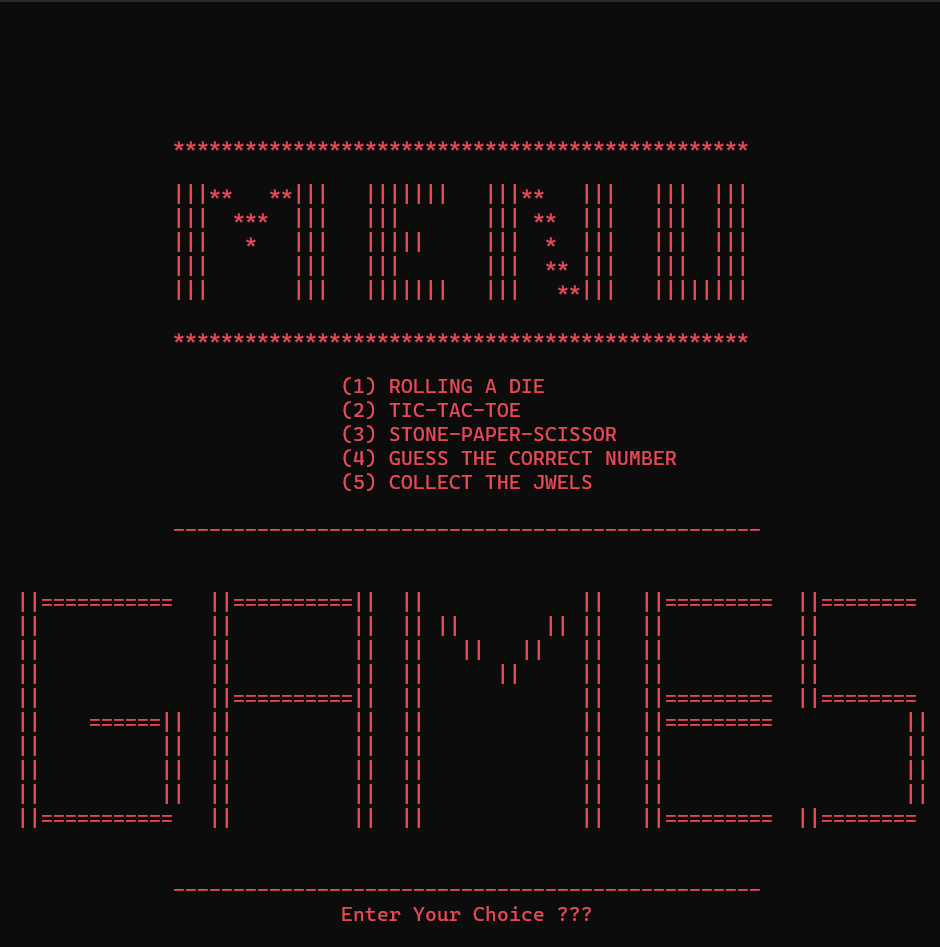 MENU
(1) ROLLING A DIE
(2) TIC-TAC-TOE
(3) STONE-PAPER-SCISSOR
(4) GUESS THE CORRECT NUMBER
(5) COLLECT THE JWELS
GAMES
Enter Your Choice ???